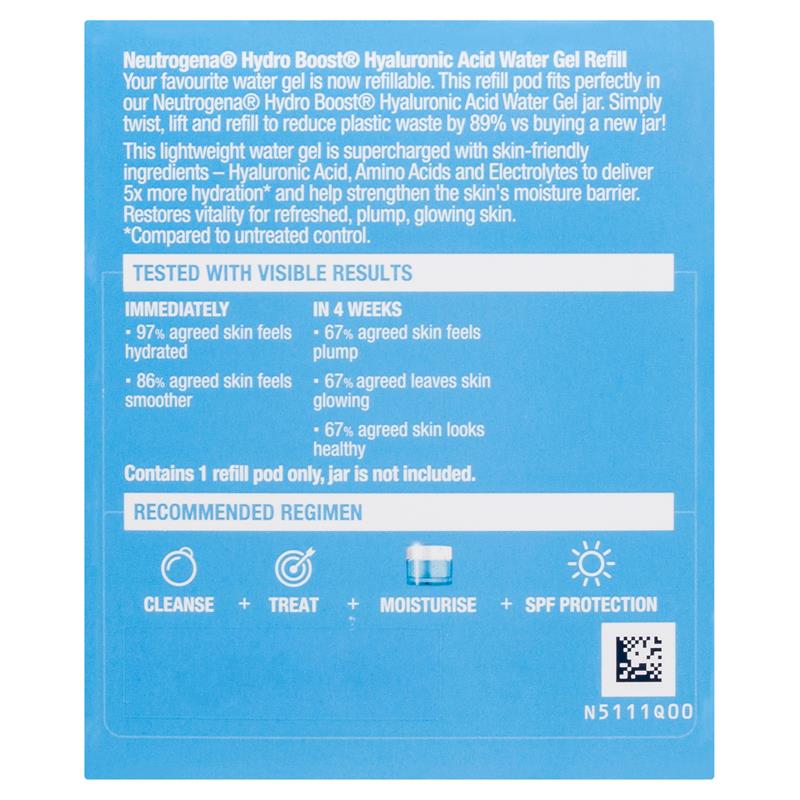 Neutrogena® Hydro Boost® Hyaluronic Acid Water Gel Refill
Your favourite water gel is now refillable. This refill pod fits perfectly in
our Neutrogena® Hydro Boost® Hyaluronic Acid Water Gel jar. Simply
twist, lift and refill to reduce plastic waste by 89% vs buying a new jar!
This lightweight water gel is supercharged with skin-friendly
ingredients – Hyaluronic Acid, Amino Acids and Electrolytes to deliver
5x more hydration* and help strengthen the skin's moisture barrier.
Restores vitality for refreshed, plump, glowing skin.
*Compared to untreated control.
TESTED WITH VISIBLE RESULTS
IMMEDIATELY
• 97% agreed skin feels
hydrated
• 86% agreed skin feels
smoother
IN 4 WEEKS
• 67% agreed skin feels
plump
• 67% agreed leaves skin
glowing
• 67% agreed skin looks
healthy
Contains 1 refill pod only, jar is not included.
RECOMMENDED REGIMEN
CLEANSE + TREAT + MOISTURISE + SPF PROTECTION
N5111Q00